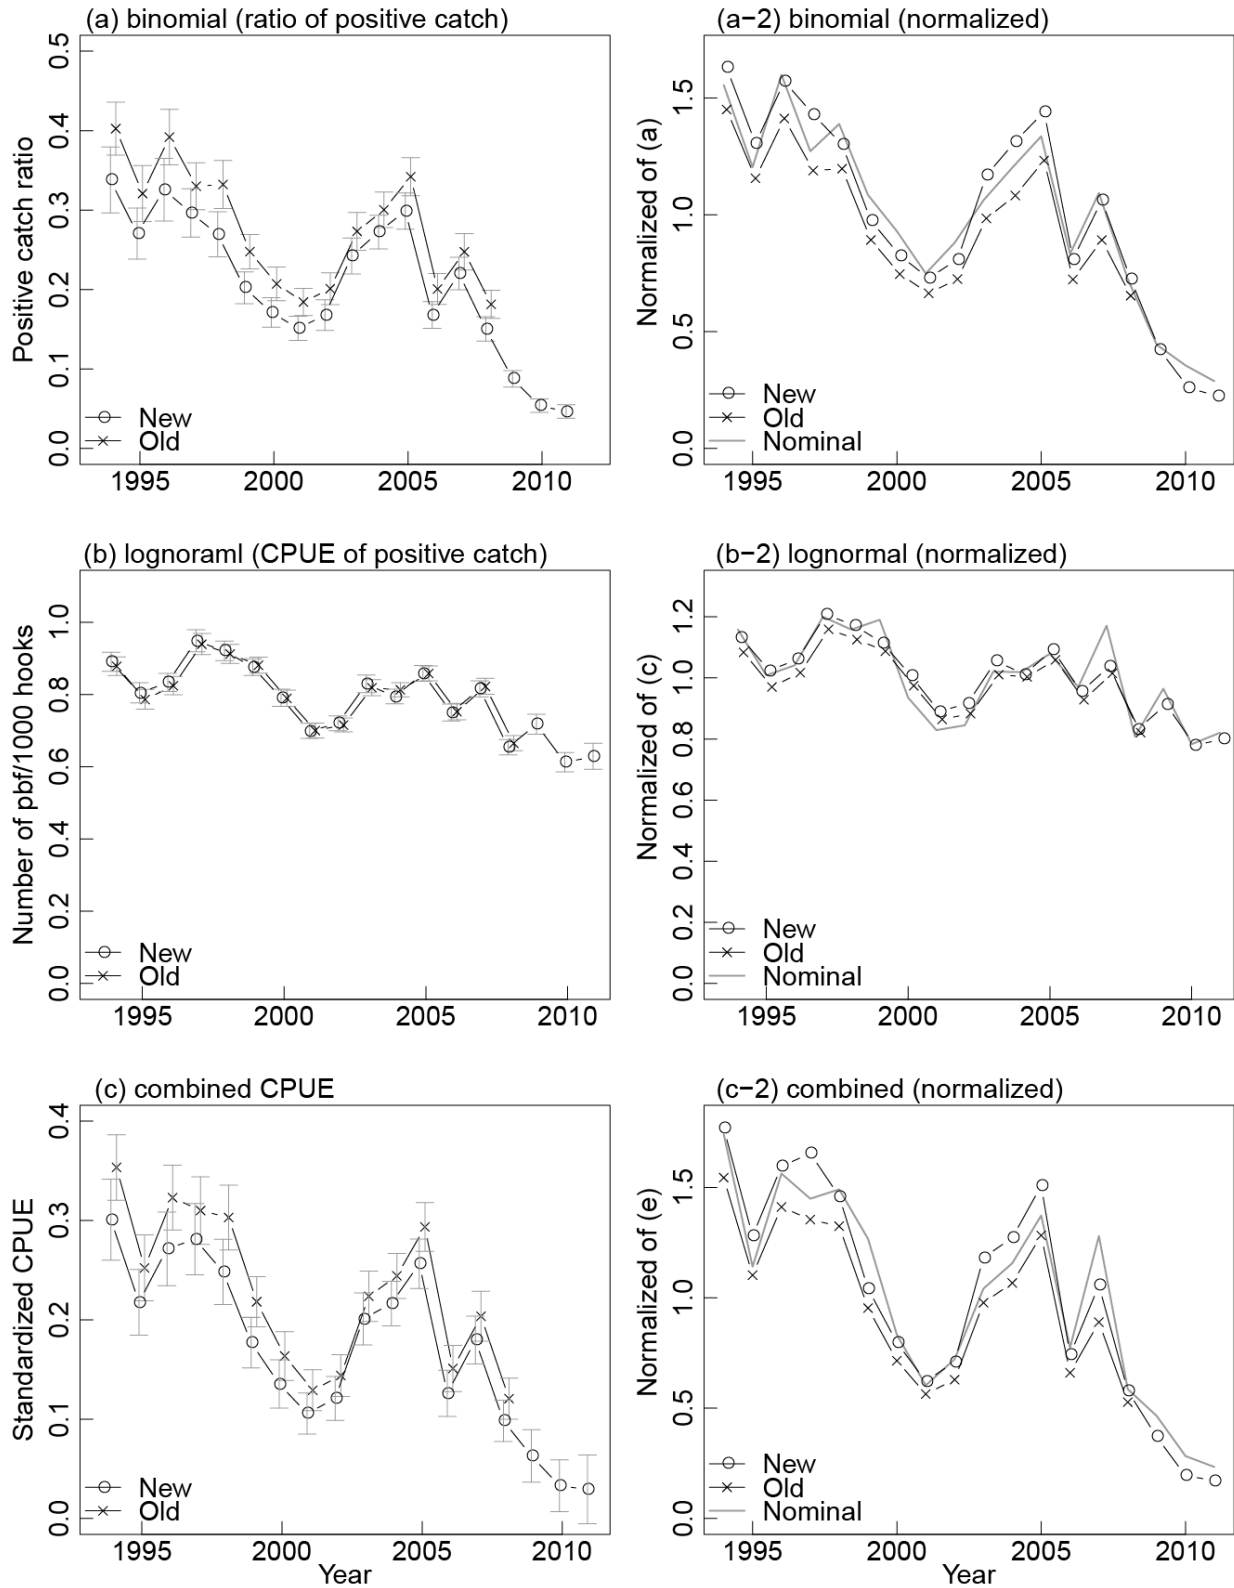 (a) binomial (ratio of positive catch)
Positive catch ratio
0.5
0.4
0.3
0.2
0.1
0.0
New
Old
1995 2000 2005 2010
(a−2) binomial (normalized)
Normalized of (a)
1.5
1.0
0.5
0.0
New
Old
Nominal
1995 2000 2005 2010
(b) lognoraml (CPUE of positive catch)
Number of pbf/1000 hooks
1.0
0.8
0.6
0.4
0.2
0.0
New
Old
1995 2000 2005 2010
(b−2) lognormal (normalized)
Normalized of (c)
1.2
1.0
0.8
0.6
0.4
0.2
0.0
New
Old
Nominal
1995 2000 2005 2010
(c) combined CPUE
Standardized CPUE
0.4
0.3
0.2
0.1
0.0
New
Old
1995 2000 2005 2010
Year
(c−2) combined (normalized)
Normalized of (e)
1.5
1.0
0.5
0.0
New
Old
Nominal
1995 2000 2005 2010
Year